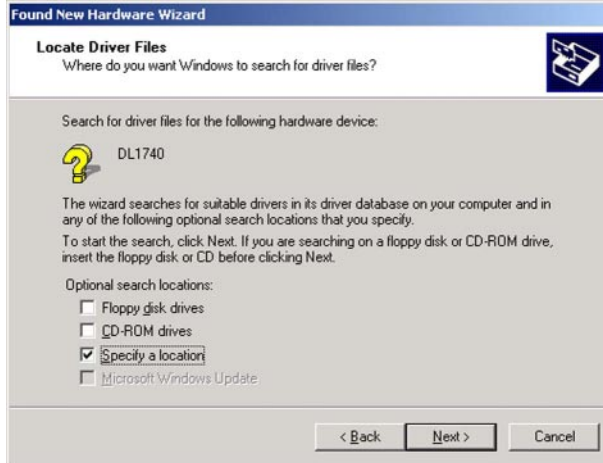 Found New Hardware Wizard
Locate Driver Files
Where do you want Windows to search for driver files?
Search for driver files for the following hardware device:
DL1740
The wizard searches for suitable drivers in its driver database on your computer and in
any of the following optional search locations that you specify.
To start the search, click Next. If you are searching on a floppy disk or CD-ROM drive,
insert the floppy disk or CD before clicking Next.
Optional search locations:
Floppy disk drives
CD-ROM drives
Specify a location
Microsoft Windows Update
< Back Next > Cancel